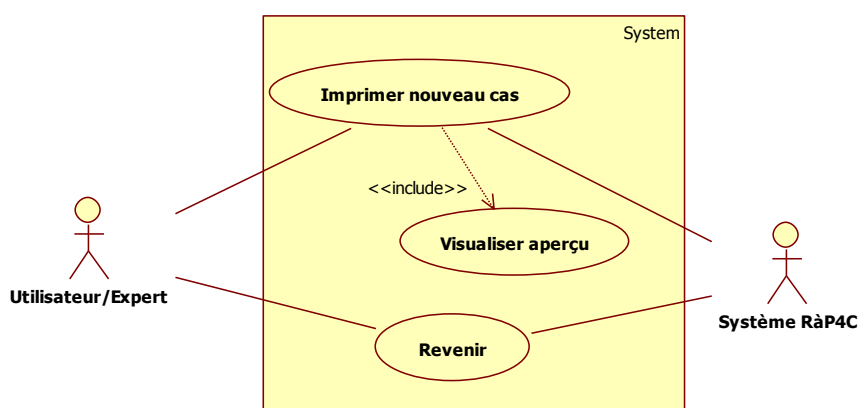 System
Imprimer nouveau cas
<<include>>
Visualiser aperçu
Utilisateur/Expert
Système RàP4C
Revenir